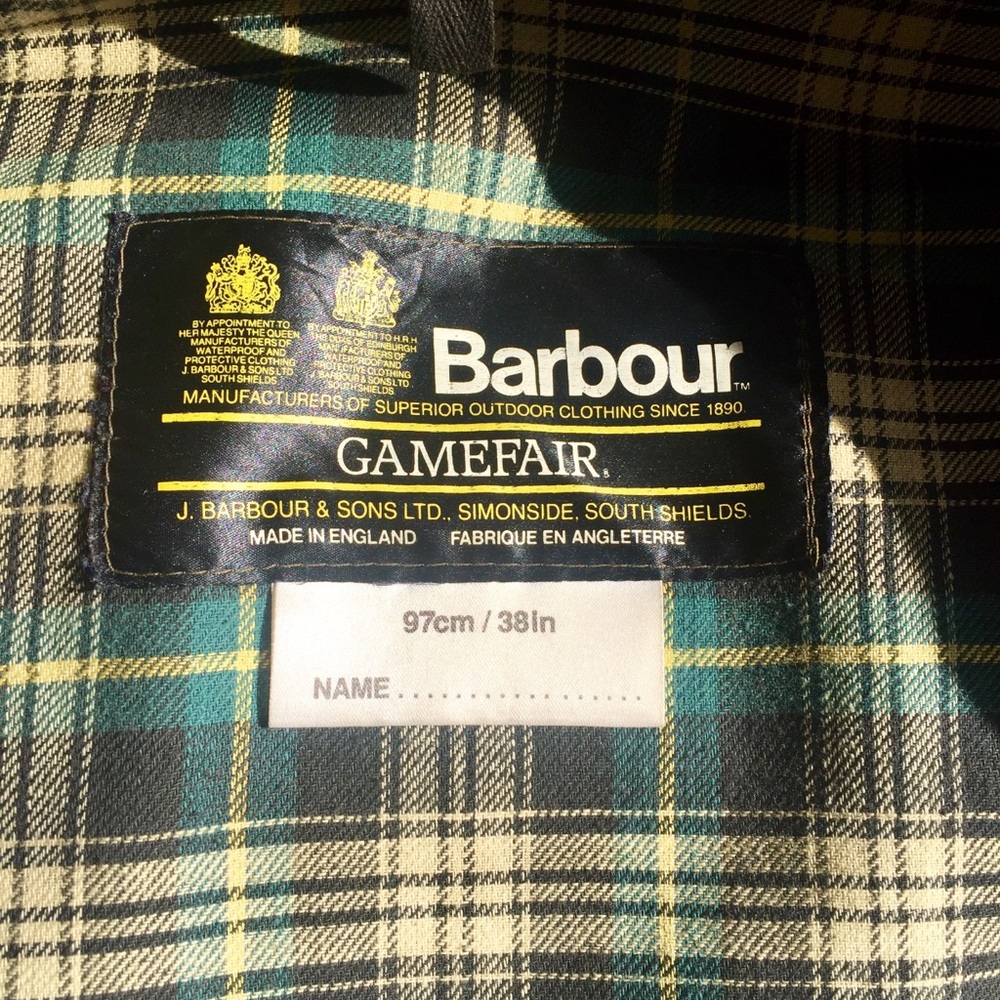 BY APPOINTMENT TO
HER MAJESTY THE QUEEN
MANUFACTURERS OF
WATERPROOF AND
PROTECTIVE CLOTHING
J. BARBOUR & SONS LTD
SOUTH SHIELDS
BY APPOINTMENT TO H.R.H
THE DUKE OF EDINBURGH
MANUFACTURERS OF
WATERPROOF AND
PROTECTIVE CLOTHING
J. BARBOUR & SONS LTD
SOUTH SHIELDS
Barbour™
MANUFACTURERS OF SUPERIOR OUTDOOR CLOTHING SINCE 1890.
GAMEFAIR.
J. BARBOUR & SONS LTD., SIMONSIDE, SOUTH SHIELDS.
MADE IN ENGLAND FABRIQUE EN ANGLETERRE
97cm / 38in
NAME....................